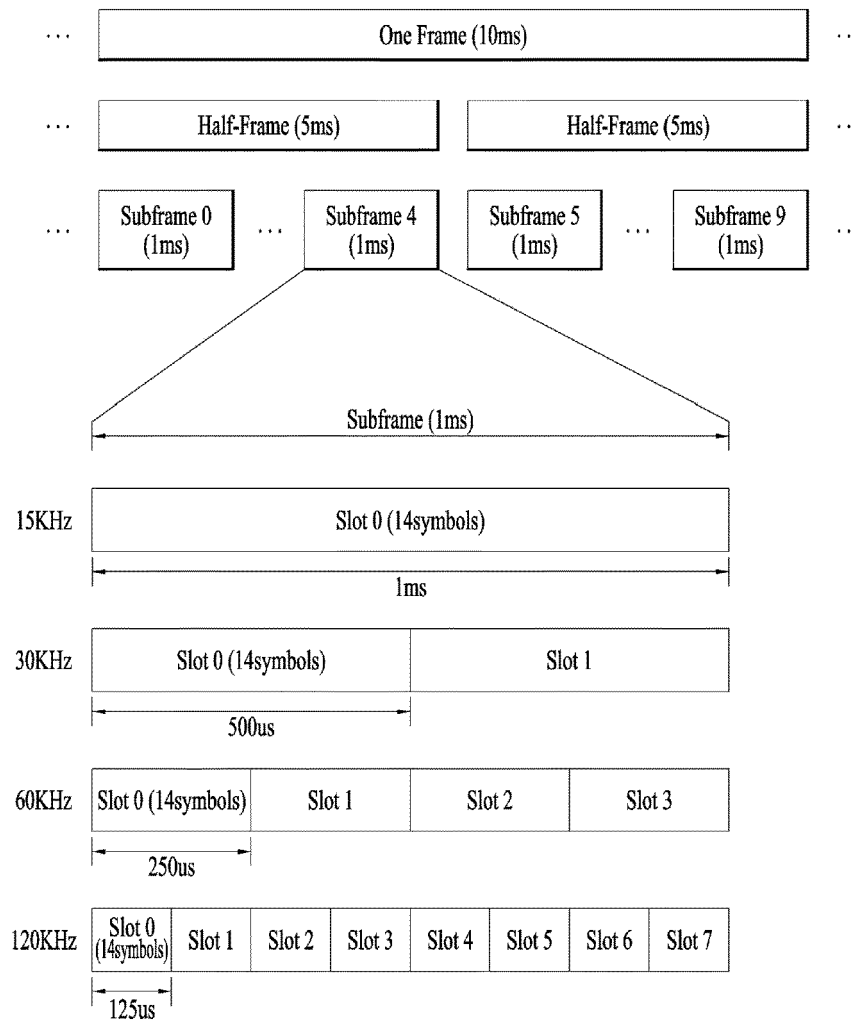 ... One Frame (10ms) ..
... Half-Frame (5ms) Half-Frame (5ms) ..
... Subframe 0 (1ms) ... Subframe 4 (1ms) Subframe 5 (1ms) ... Subframe 9 (1ms) ..
Subframe (1ms)
15KHz Slot 0 (14symbols)
1ms
30KHz Slot 0 (14symbols) Slot 1
500us
60KHz Slot 0 (14symbols) Slot 1 Slot 2 Slot 3
250us
120KHz Slot 0 (14symbols) Slot 1 Slot 2 Slot 3 Slot 4 Slot 5 Slot 6 Slot 7
125us